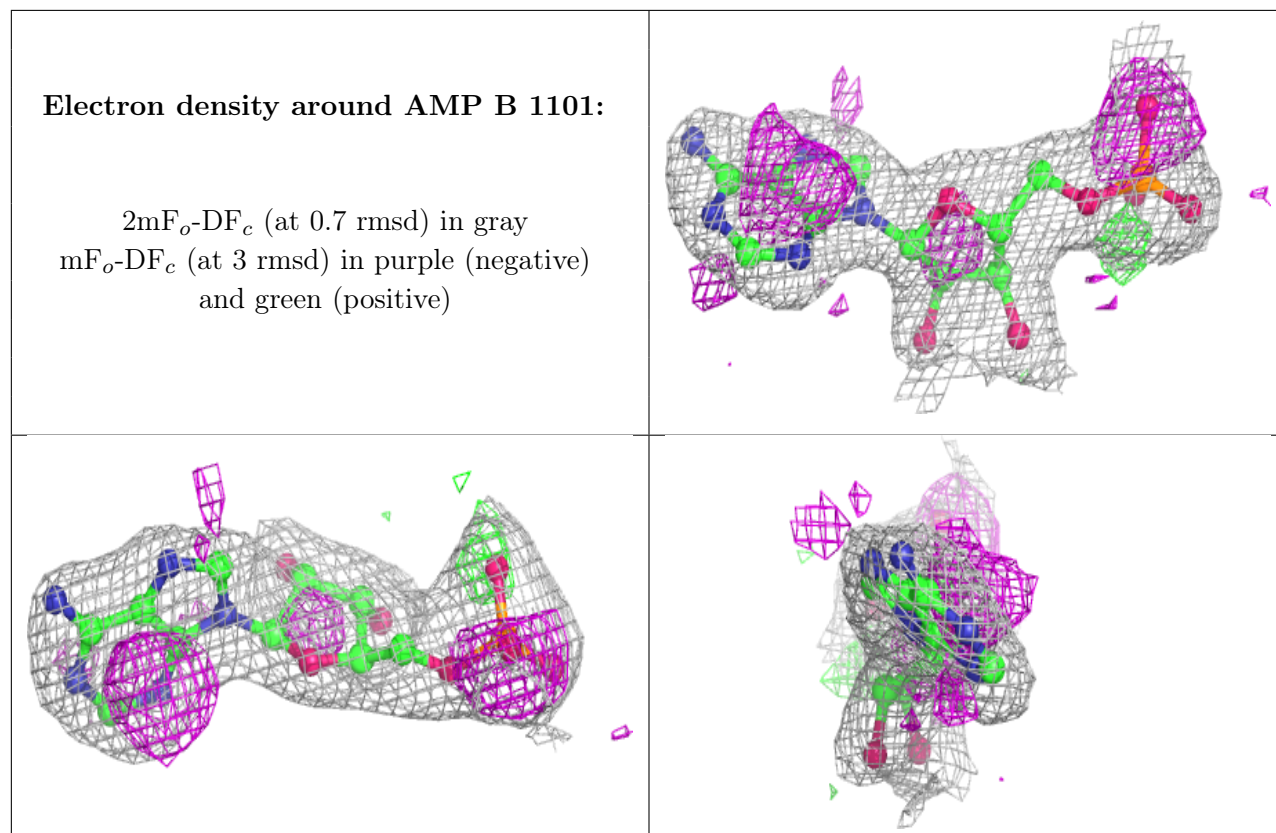 Electron density around AMP B 1101:
2mFo-DFc (at 0.7 rmsd) in gray
mFo-DFc (at 3 rmsd) in purple (negative)
and green (positive)